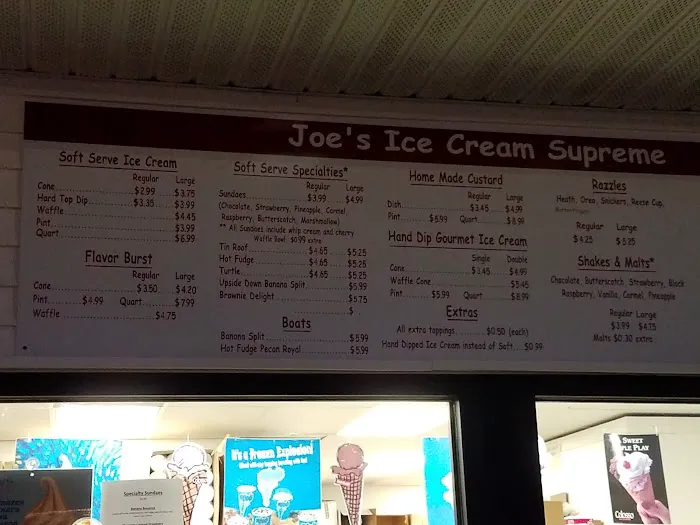 Joe's Ice Cream Supreme
Soft Serve Ice Cream
Regular Large
Cone $2.99 $3.75
Hard Top Dip $3.35 $3.99
Waffle $4.45
Pint $3.99
Quart $6.99
Flavor Burst
Regular Large
Cone $3.50 $4.20
Pint $4.99 Quart $7.99
Waffle $4.75
Soft Serve Specialties*
Regular Large
Sundaes $3.99 $4.99
(Chocolate, Strawberry, Pineapple, Carmel
Raspberry, Butterscotch, Marshmallow)
** All Sundaes include whip cream and cherry
Waffle Bowl $0.99 extra
Tin Roof $4.65 $5.25
Hot Fudge $4.65 $5.25
Turtle $4.65 $5.25
Upside Down Banana Split $5.99
Brownie Delight $5.75
$
Boats
Banana Split $5.99
Hot Fudge Pecan Royal $5.99
Home Made Custard
Regular Large
Dish $3.45 $4.99
Pint $5.99 Quart $8.99
Hand Dip Gourmet Ice Cream
Single Double
Cone $3.45 $4.99
Waffle Cone $5.45
Pint $5.99 Quart $8.99
Extras
All extra toppings $0.50 (each)
Hand Dipped Ice Cream instead of Soft $0.99
Razzles
Heath, Oreo, Snickers, Reese Cup,
Butterfinger
Regular Large
$4.25 $5.25
Shakes & Malts*
Chocolate, Butterscotch, Strawberry, Black
Raspberry, Vanilla, Carmel, Pineapple
Regular Large
$3.99 $4.75
Malts $0.30 extra
It's a Frozen Explosion!
Specialty Sundaes
A Sweet
Triple Play
Colosso